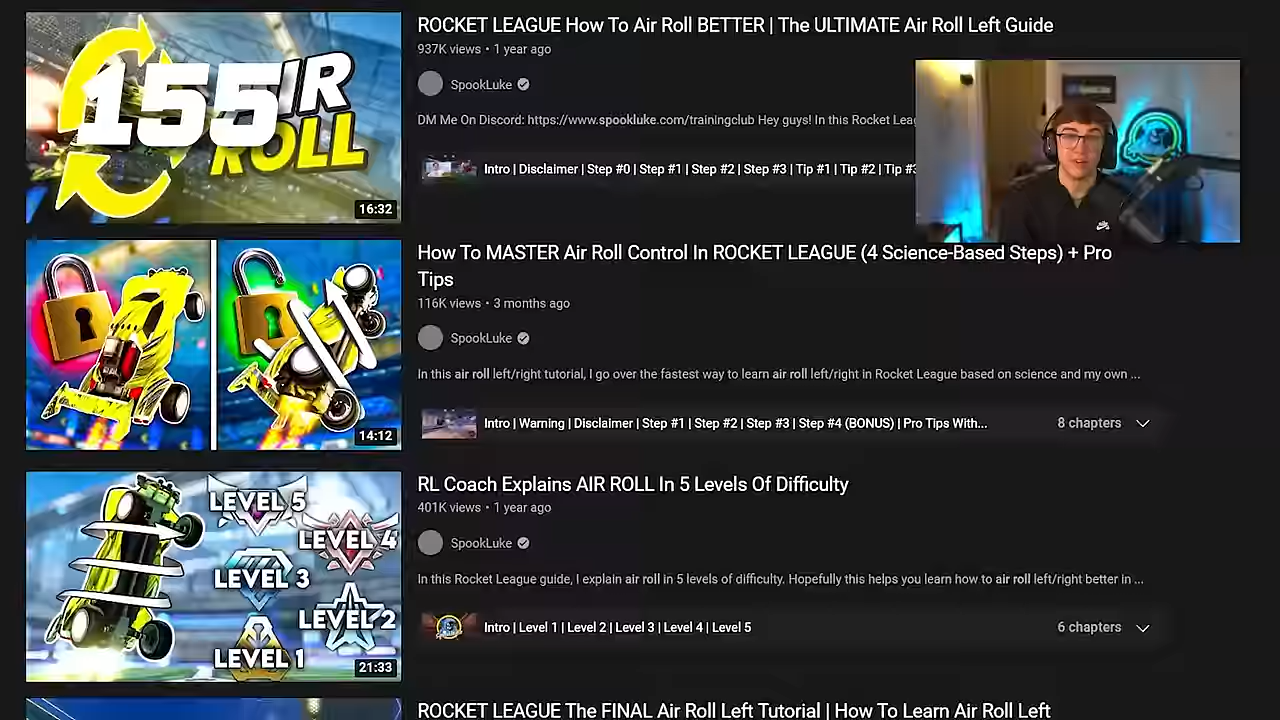 155
IR
ROLL
16:32
ROCKET LEAGUE How To Air Roll BETTER | The ULTIMATE Air Roll Left Guide
937K views • 1 year ago
SpookLuke
DM Me On Discord: https://www.spookluke.com/trainingclub Hey guys! In this Rocket Leag
Intro | Disclaimer | Step #0 | Step #1 | Step #2 | Step #3 | Tip #1 | Tip #2 | Tip #3
14:12
How To MASTER Air Roll Control In ROCKET LEAGUE (4 Science-Based Steps) + Pro
Tips
116K views • 3 months ago
SpookLuke
In this air roll left/right tutorial, I go over the fastest way to learn air roll left/right in Rocket League based on science and my own ...
Intro | Warning | Disclaimer | Step #1 | Step #2 | Step #3 | Step #4 (BONUS) | Pro Tips With...
8 chapters
LEVEL 5
LEVEL 4
LEVEL 3
LEVEL 2
LEVEL 1
21:33
RL Coach Explains AIR ROLL In 5 Levels Of Difficulty
401K views • 1 year ago
SpookLuke
In this Rocket League guide, I explain air roll in 5 levels of difficulty. Hopefully this helps you learn how to air roll left/right better in ...
Intro | Level 1 | Level 2 | Level 3 | Level 4 | Level 5
6 chapters
ROCKET LEAGUE The FINAL Air Roll Left Tutorial | How To Learn Air Roll Left